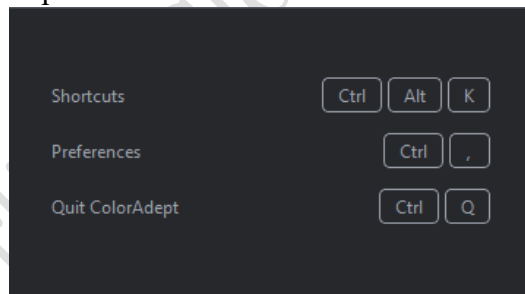 Shortcuts Ctrl Alt K
Preferences Ctrl ,
Quit ColorAdept Ctrl Q